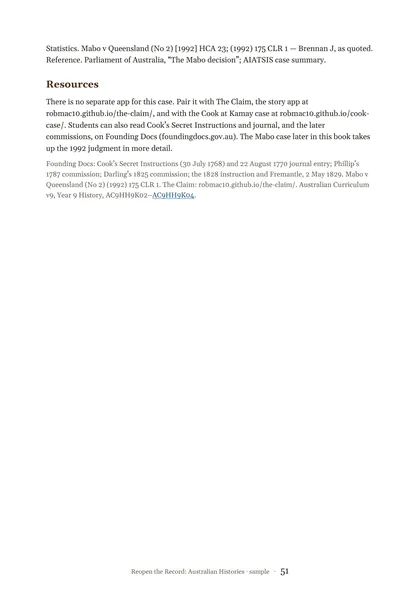 Statistics. Mabo v Queensland (No 2) [1992] HCA 23; (1992) 175 CLR 1 — Brennan J, as quoted.
Reference. Parliament of Australia, “The Mabo decision”; AIATSIS case summary.
Resources
There is no separate app for this case. Pair it with The Claim, the story app at
robmac10.github.io/the-claim/, and with the Cook at Kamay case at robmac10.github.io/cook-
case/. Students can also read Cook’s Secret Instructions and journal, and the later
commissions, on Founding Docs (foundingdocs.gov.au). The Mabo case later in this book takes
up the 1992 judgment in more detail.
Founding Docs: Cook’s Secret Instructions (30 July 1768) and 22 August 1770 journal entry; Phillip’s
1787 commission; Darling’s 1825 commission; the 1828 instruction and Fremantle, 2 May 1829. Mabo v
Queensland (No 2) (1992) 175 CLR 1. The Claim: robmac10.github.io/the-claim/. Australian Curriculum
v9, Year 9 History, AC9HH9K02–AC9HH9K04.
Reopen the Record: Australian Histories · sample · 51